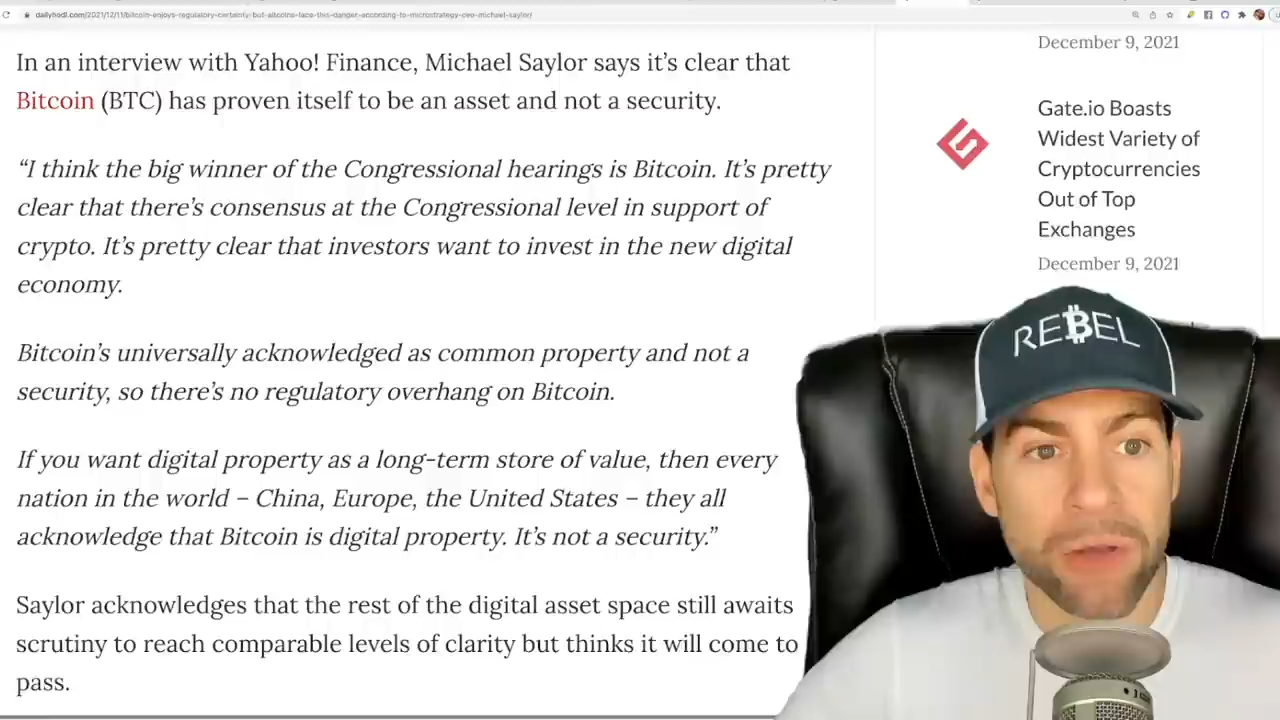 dailyhodl.com/2021/12/11/bitcoin-enjoys-regulatory-certainty-but-altcoins-face-this-danger-according-to-microstrategy-ceo-michael-saylor/
In an interview with Yahoo! Finance, Michael Saylor says it’s clear that
Bitcoin (BTC) has proven itself to be an asset and not a security.
“I think the big winner of the Congressional hearings is Bitcoin. It’s pretty
clear that there’s consensus at the Congressional level in support of
crypto. It’s pretty clear that investors want to invest in the new digital
economy.
Bitcoin’s universally acknowledged as common property and not a
security, so there’s no regulatory overhang on Bitcoin.
If you want digital property as a long-term store of value, then every
nation in the world – China, Europe, the United States – they all
acknowledge that Bitcoin is digital property. It’s not a security.”
Saylor acknowledges that the rest of the digital asset space still awaits
scrutiny to reach comparable levels of clarity but thinks it will come to
pass.
December 9, 2021
Gate.io Boasts
Widest Variety of
Cryptocurrencies
Out of Top
Exchanges
December 9, 2021
REBEL